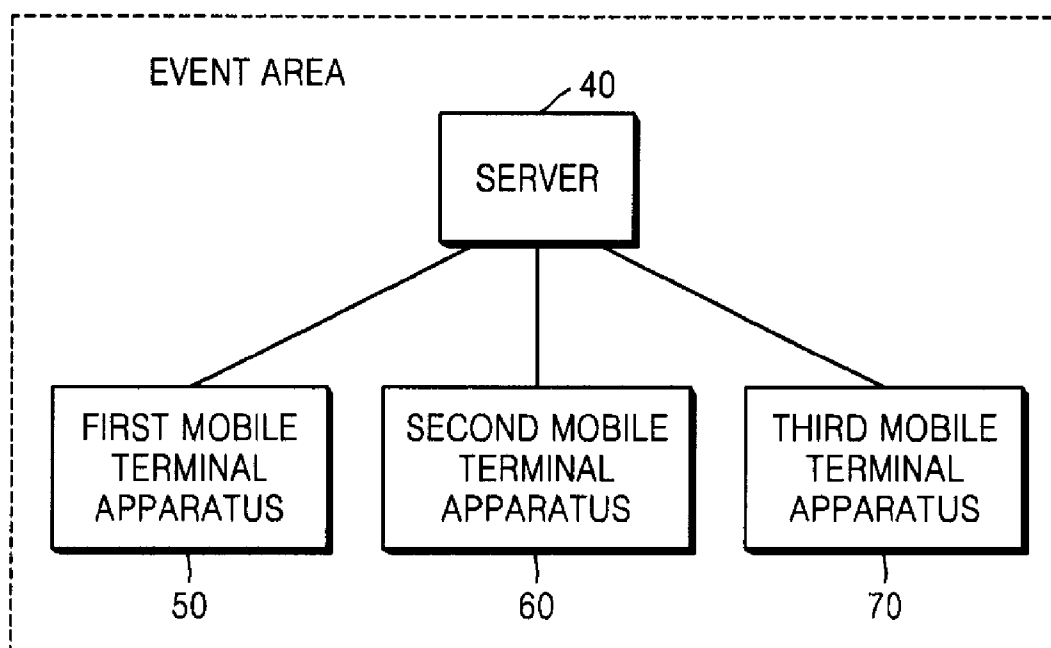 EVENT AREA
40
SERVER
FIRST MOBILE
TERMINAL
APPARATUS
SECOND MOBILE
TERMINAL
APPARATUS
THIRD MOBILE
TERMINAL
APPARATUS
50
60
70